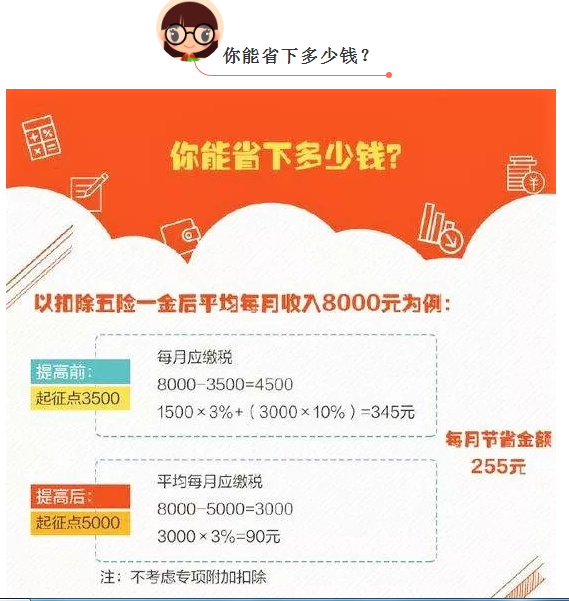 你能省下多少钱？
你能省下多少钱?
以扣除五险一金后平均每月收入8000元为例：
提高前：
起征点3500
每月应缴税
8000-3500=4500
1500×3%+（3000×10%）=345元
每月节省金额
255元
提高后：
起征点5000
平均每月应缴税
8000-5000=3000
3000×3%=90元
注：不考虑专项附加扣除